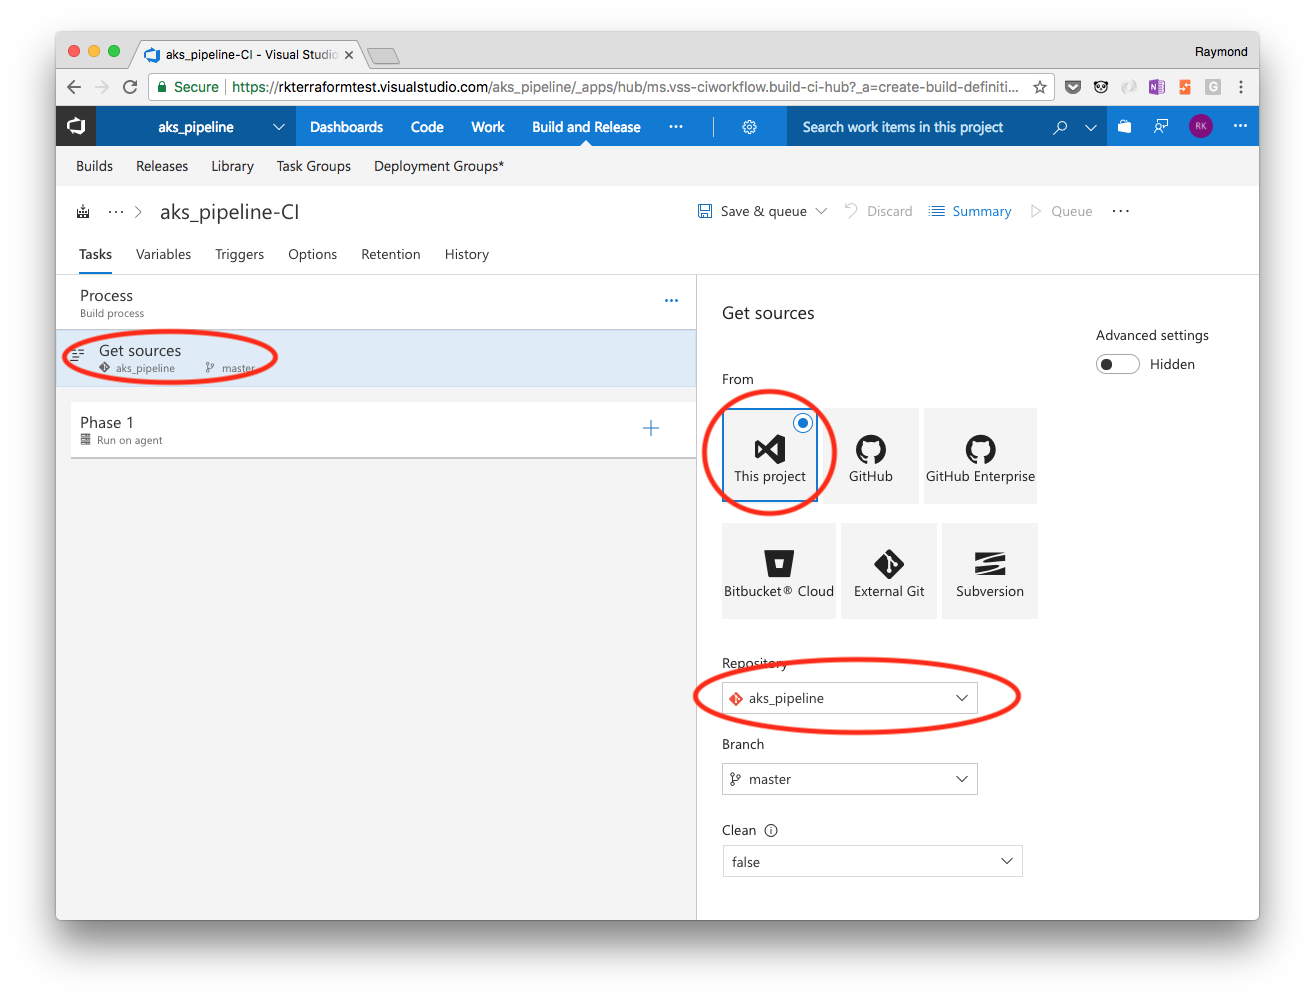 aks_pipeline-CI - Visual Studio
Raymond
Secure
https://rkterraformtest.visualstudio.com/aks_pipeline/_apps/hub/ms.vss-ciworkflow.build-ci-hub?_a=create-build-definiti...
G
aks_pipeline
Dashboards
Code
Work
Build and Release
Search work items in this project
RK
Builds
Releases
Library
Task Groups
Deployment Groups*
aks_pipeline-CI
Save & queue
Discard
Summary
Queue
Tasks
Variables
Triggers
Options
Retention
History
Process
Build process
Get sources
aks_pipeline
master
Phase 1
Run on agent
Get sources
Advanced settings
Hidden
From
This project
GitHub
GitHub Enterprise
Bitbucket® Cloud
External Git
Subversion
Repository
aks_pipeline
Branch
master
Clean
false